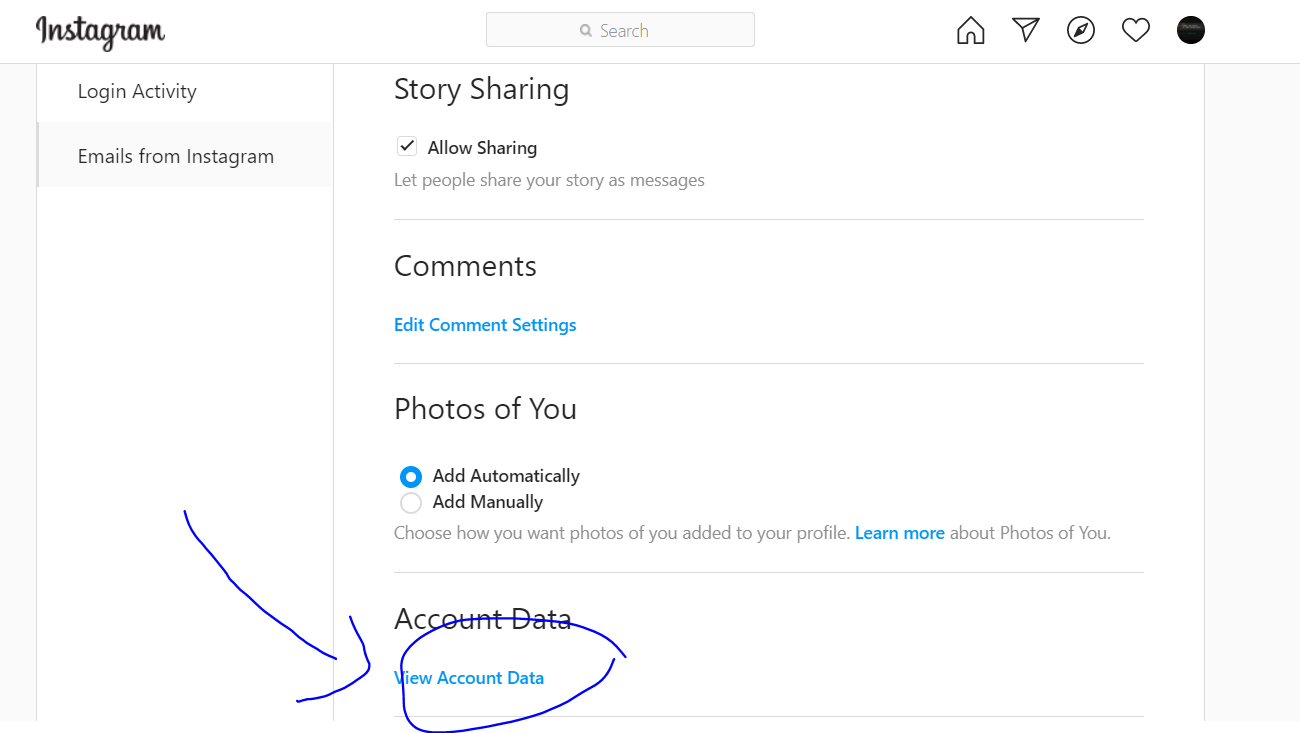 Instagram
Search
Login Activity
Emails from Instagram
Story Sharing
Allow Sharing
Let people share your story as messages
Comments
Edit Comment Settings
Photos of You
Add Automatically
Add Manually
Choose how you want photos of you added to your profile. Learn more about Photos of You.
Account Data
View Account Data